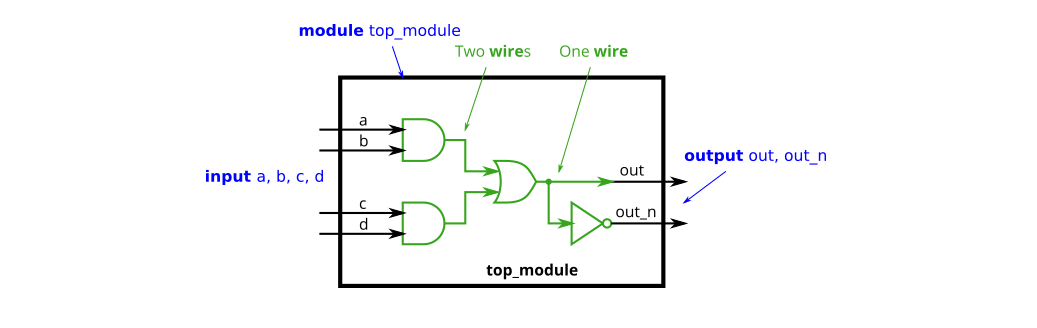 module top_module
Two wires
One wire
a
b
input a, b, c, d
c
d
out
out_n
output out, out_n
top_module